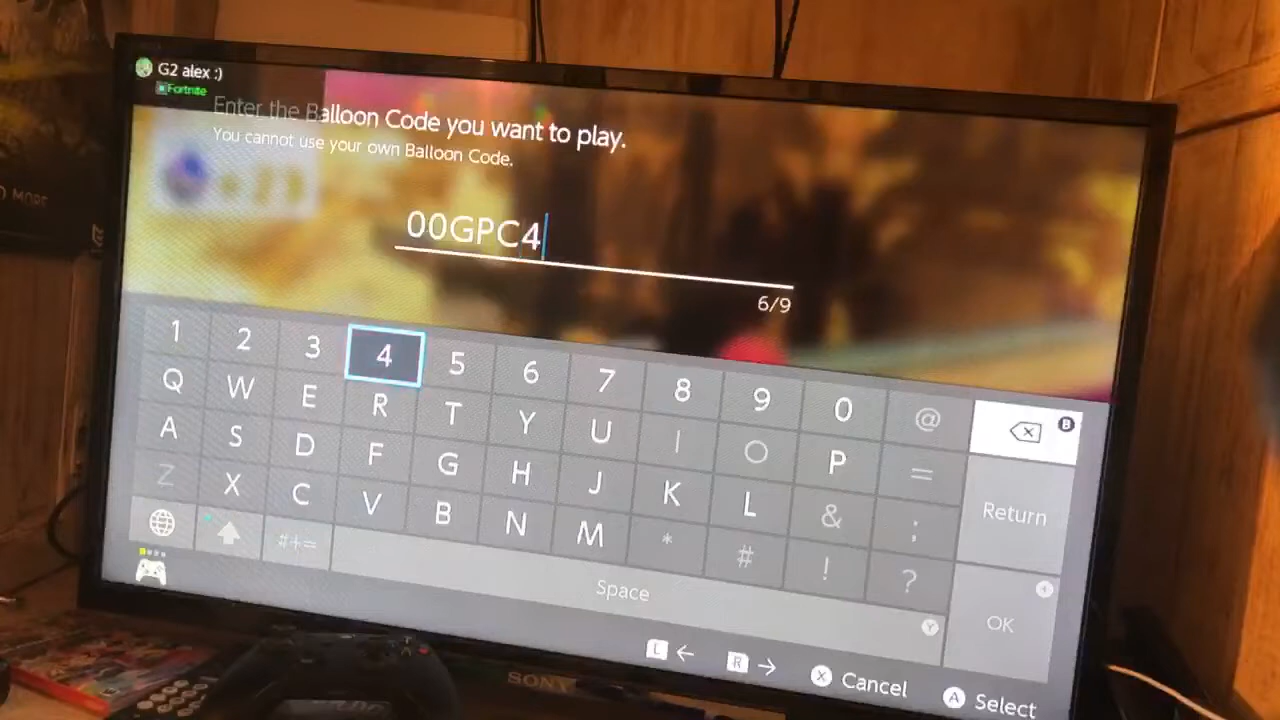 G2 alex :)
Fortnite
Enter the Balloon Code you want to play.
You cannot use your own Balloon Code.
00GPC4
6/9
1 2 3 4 5 6 7 8 9 0 @
B
Q W E R T Y U I O P =
A S D F G H J K L & ;
Return
Z X C V B N M * # ! ?
#+=
Space
Y
OK
L ← R → X Cancel A Select
SONY
MORE